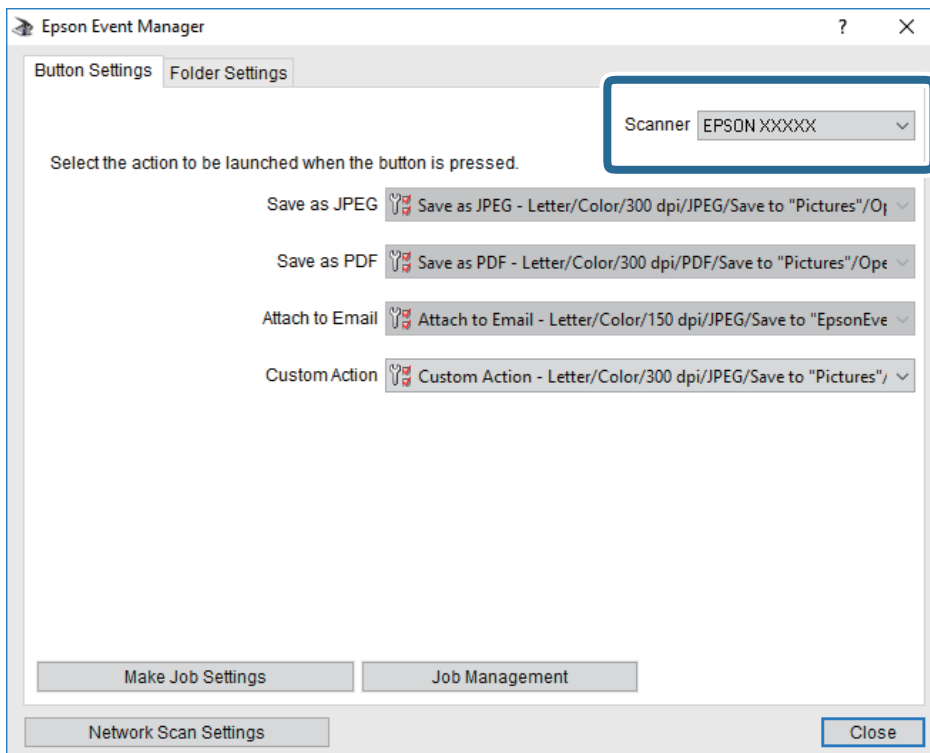 Epson Event Manager
Button Settings Folder Settings
Scanner EPSON XXXXX
Select the action to be launched when the button is pressed.
Save as JPEG Save as JPEG - Letter/Color/300 dpi/JPEG/Save to "Pictures"/Op
Save as PDF Save as PDF - Letter/Color/300 dpi/PDF/Save to "Pictures"/Ope
Attach to Email Attach to Email - Letter/Color/150 dpi/JPEG/Save to "EpsonEve
Custom Action Custom Action - Letter/Color/300 dpi/JPEG/Save to "Pictures"/
Make Job Settings Job Management
Network Scan Settings Close